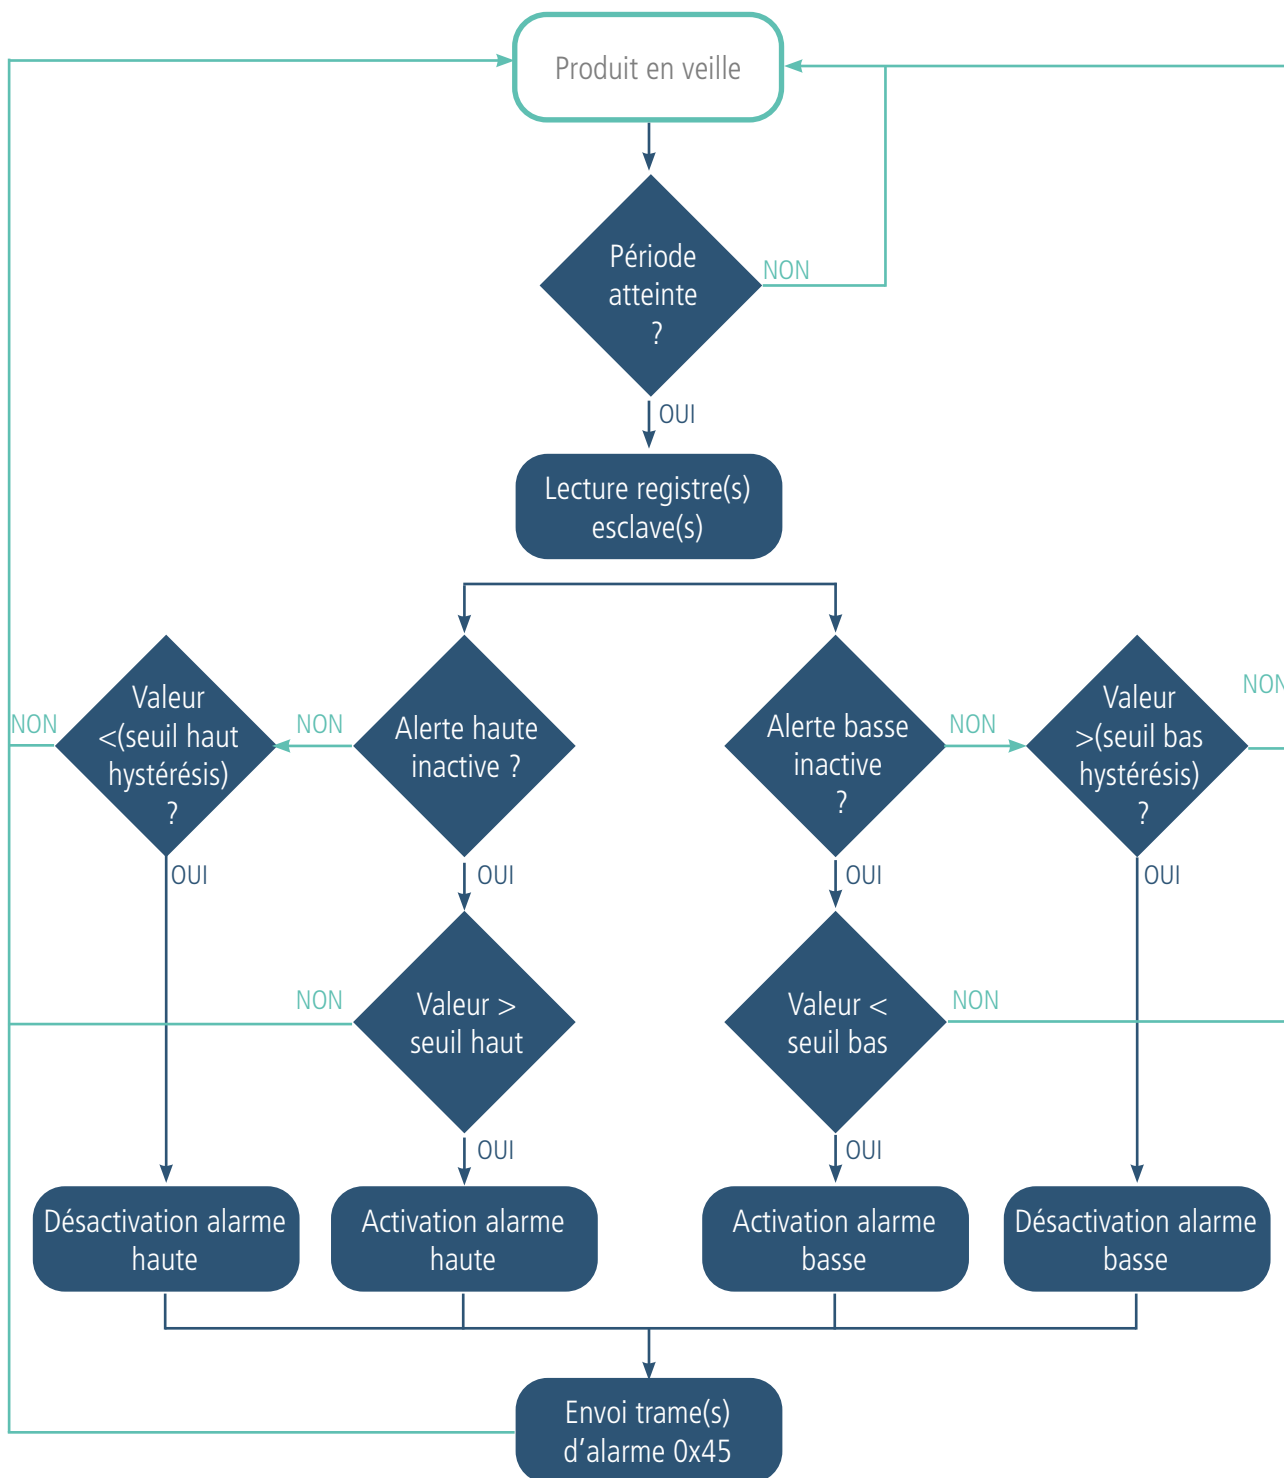 Produit en veille
Période
atteinte
?
NON
OUI
Lecture registre(s)
esclave(s)
Valeur
<(seuil haut
hystérésis)
?
NON
NON
Alerte haute
inactive ?
Alerte basse
inactive
?
NON
Valeur
>(seuil bas
hystérésis)
?
NON
OUI
OUI
OUI
OUI
NON
Valeur >
seuil haut
Valeur <
seuil bas
NON
OUI
OUI
Désactivation alarme
haute
Activation alarme
haute
Activation alarme
basse
Désactivation alarme
basse
Envoi trame(s)
d’alarme 0x45